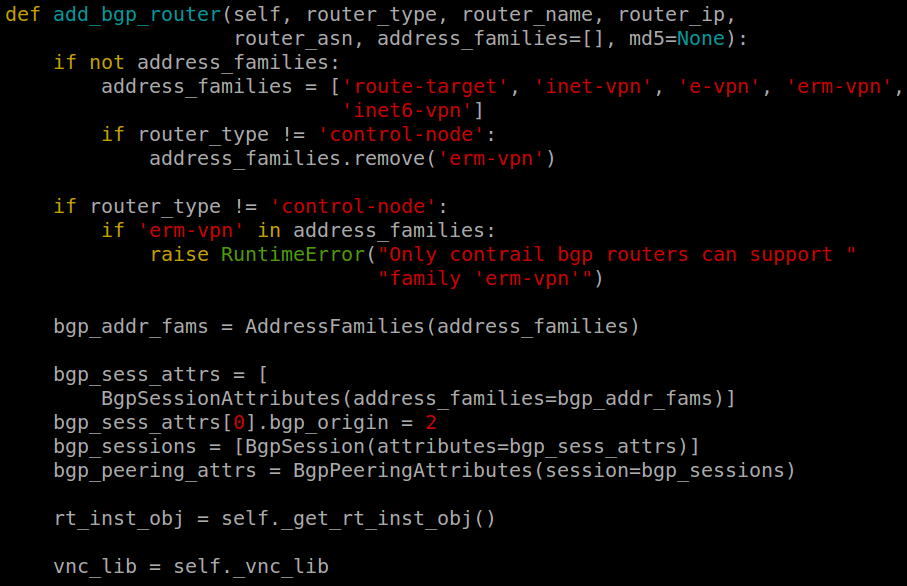 def add_bgp_router(self, router_type, router_name, router_ip,
                   router_asn, address_families=[], md5=None):
    if not address_families:
        address_families = ['route-target', 'inet-vpn', 'e-vpn', 'erm-vpn',
                            'inet6-vpn']
        if router_type != 'control-node':
            address_families.remove('erm-vpn')

    if router_type != 'control-node':
        if 'erm-vpn' in address_families:
            raise RuntimeError("Only contrail bgp routers can support "
                               "family 'erm-vpn'")

    bgp_addr_fams = AddressFamilies(address_families)

    bgp_sess_attrs = [
        BgpSessionAttributes(address_families=bgp_addr_fams)]
    bgp_sess_attrs[0].bgp_origin = 2
    bgp_sessions = [BgpSession(attributes=bgp_sess_attrs)]
    bgp_peering_attrs = BgpPeeringAttributes(session=bgp_sessions)

    rt_inst_obj = self._get_rt_inst_obj()

    vnc_lib = self._vnc_lib